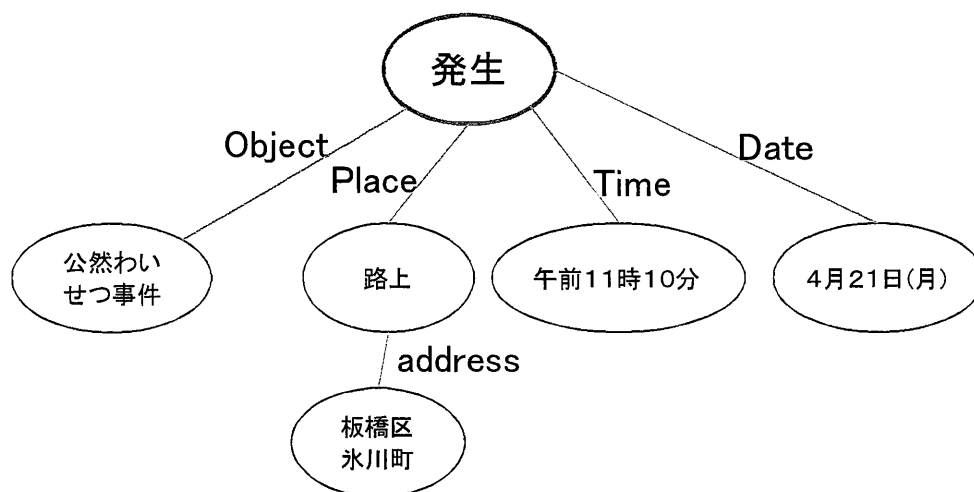 発生
Object
Place
Time
Date
公然わい
せつ事件
路上
午前11時10分
4月21日(月)
address
板橋区
氷川町